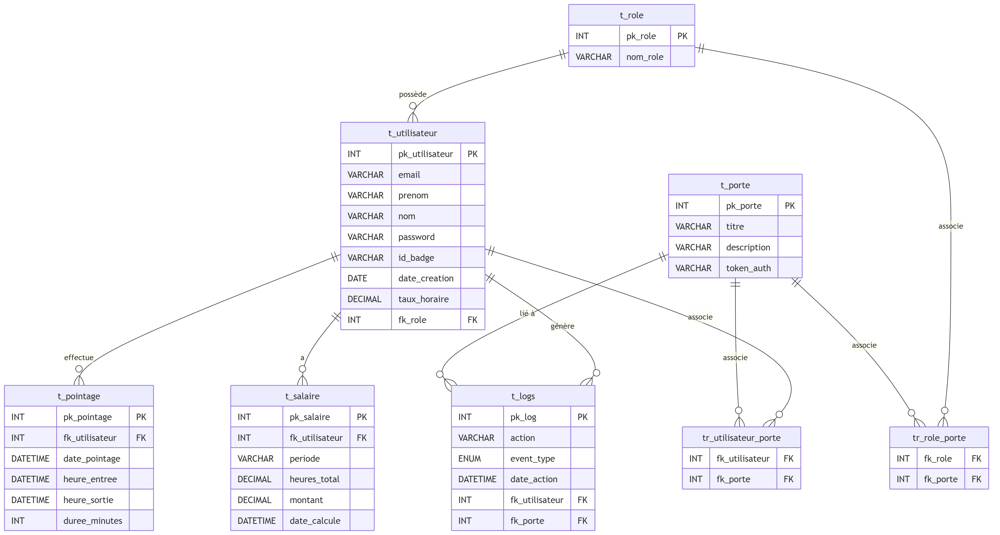 t_role
INT pk_role PK
VARCHAR nom_role
possède
t_utilisateur
INT pk_utilisateur PK
VARCHAR email
VARCHAR prenom
VARCHAR nom
VARCHAR password
VARCHAR id_badge
DATE date_creation
DECIMAL taux_horaire
INT fk_role FK
t_porte
INT pk_porte PK
VARCHAR titre
VARCHAR description
VARCHAR token_auth
associe
lié à
génère
associe
associe
associe
effectue
a
t_pointage
INT pk_pointage PK
INT fk_utilisateur FK
DATETIME date_pointage
DATETIME heure_entree
DATETIME heure_sortie
INT duree_minutes
t_salaire
INT pk_salaire PK
INT fk_utilisateur FK
VARCHAR periode
DECIMAL heures_total
DECIMAL montant
DATETIME date_calcule
t_logs
INT pk_log PK
VARCHAR action
ENUM event_type
DATETIME date_action
INT fk_utilisateur FK
INT fk_porte FK
tr_utilisateur_porte
INT fk_utilisateur FK
INT fk_porte FK
tr_role_porte
INT fk_role FK
INT fk_porte FK